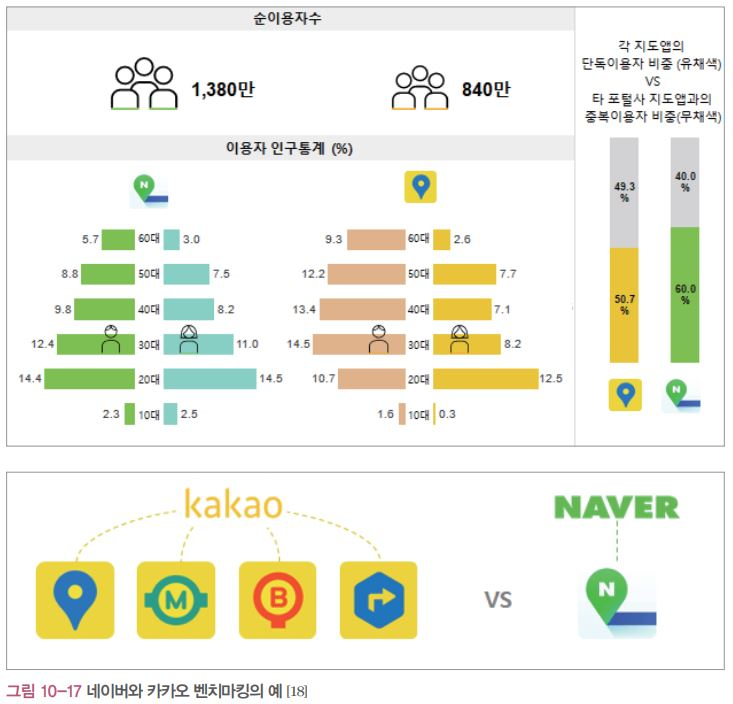 순이용자수
1,380만
840만
각 지도앱의
단독이용자 비중 (유채색)
VS
타 포털사 지도앱과의
중복이용자 비중(무채색)
이용자 인구통계 (%)
N
5.7 60대 3.0
8.8 50대 7.5
9.8 40대 8.2
12.4 30대 11.0
14.4 20대 14.5
2.3 10대 2.5
9.3 60대 2.6
12.2 50대 7.7
13.4 40대 7.1
14.5 30대 8.2
10.7 20대 12.5
1.6 10대 0.3
49.3
%
50.7
%
40.0
%
60.0
%
N
kakao
NAVER
M
B
VS
N
그림 10-17 네이버와 카카오 벤치마킹의 예 [18]